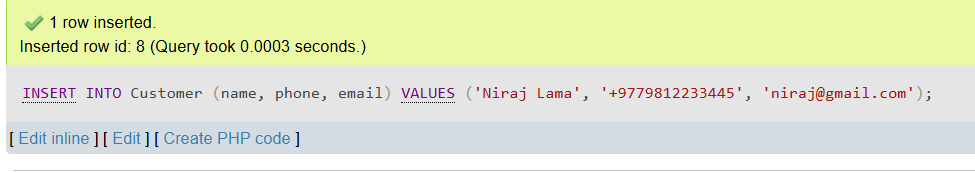 1 row inserted.
Inserted row id: 8 (Query took 0.0003 seconds.)
INSERT INTO Customer (name, phone, email) VALUES ('Niraj Lama', '+9779812233445', 'niraj@gmail.com');
[ Edit inline ] [ Edit ] [ Create PHP code ]